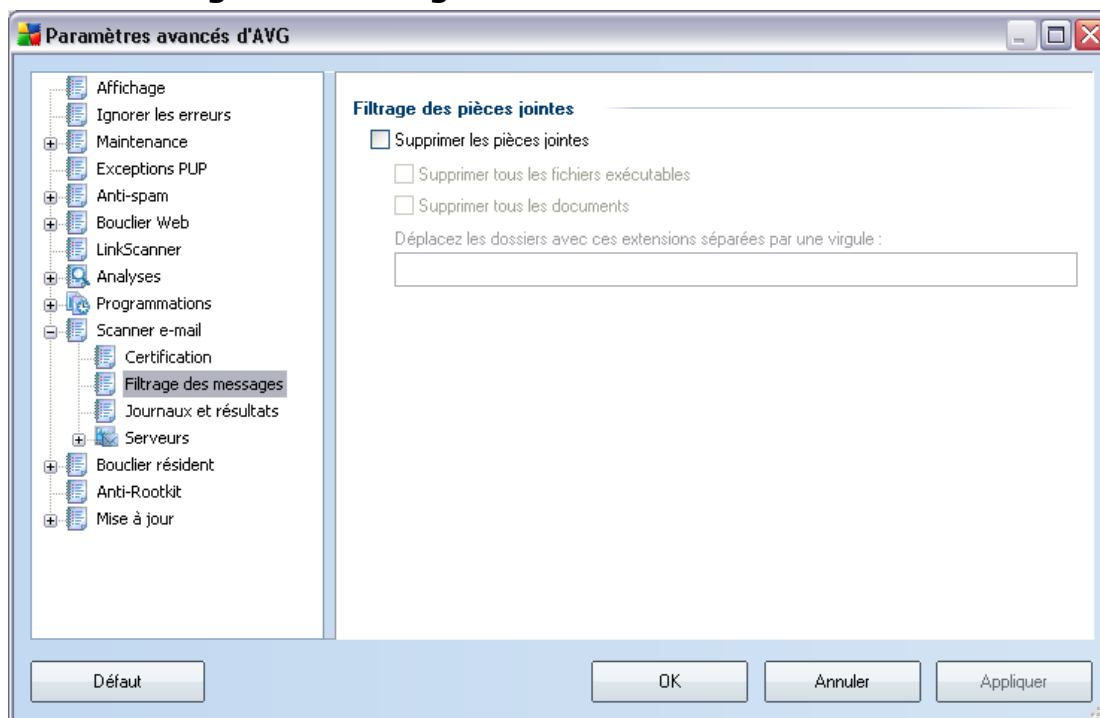 Paramètres avancés d'AVG
Affichage
Ignorer les erreurs
Maintenance
Exceptions PUP
Anti-spam
Bouclier Web
LinkScanner
Analyses
Programmations
Scanner e-mail
Certification
Filtrage des messages
Journaux et résultats
Serveurs
Bouclier résident
Anti-Rootkit
Mise à jour
Filtrage des pièces jointes
Supprimer les pièces jointes
Supprimer tous les fichiers exécutables
Supprimer tous les documents
Déplacez les dossiers avec ces extensions séparées par une virgule :
Défaut
OK
Annuler
Appliquer